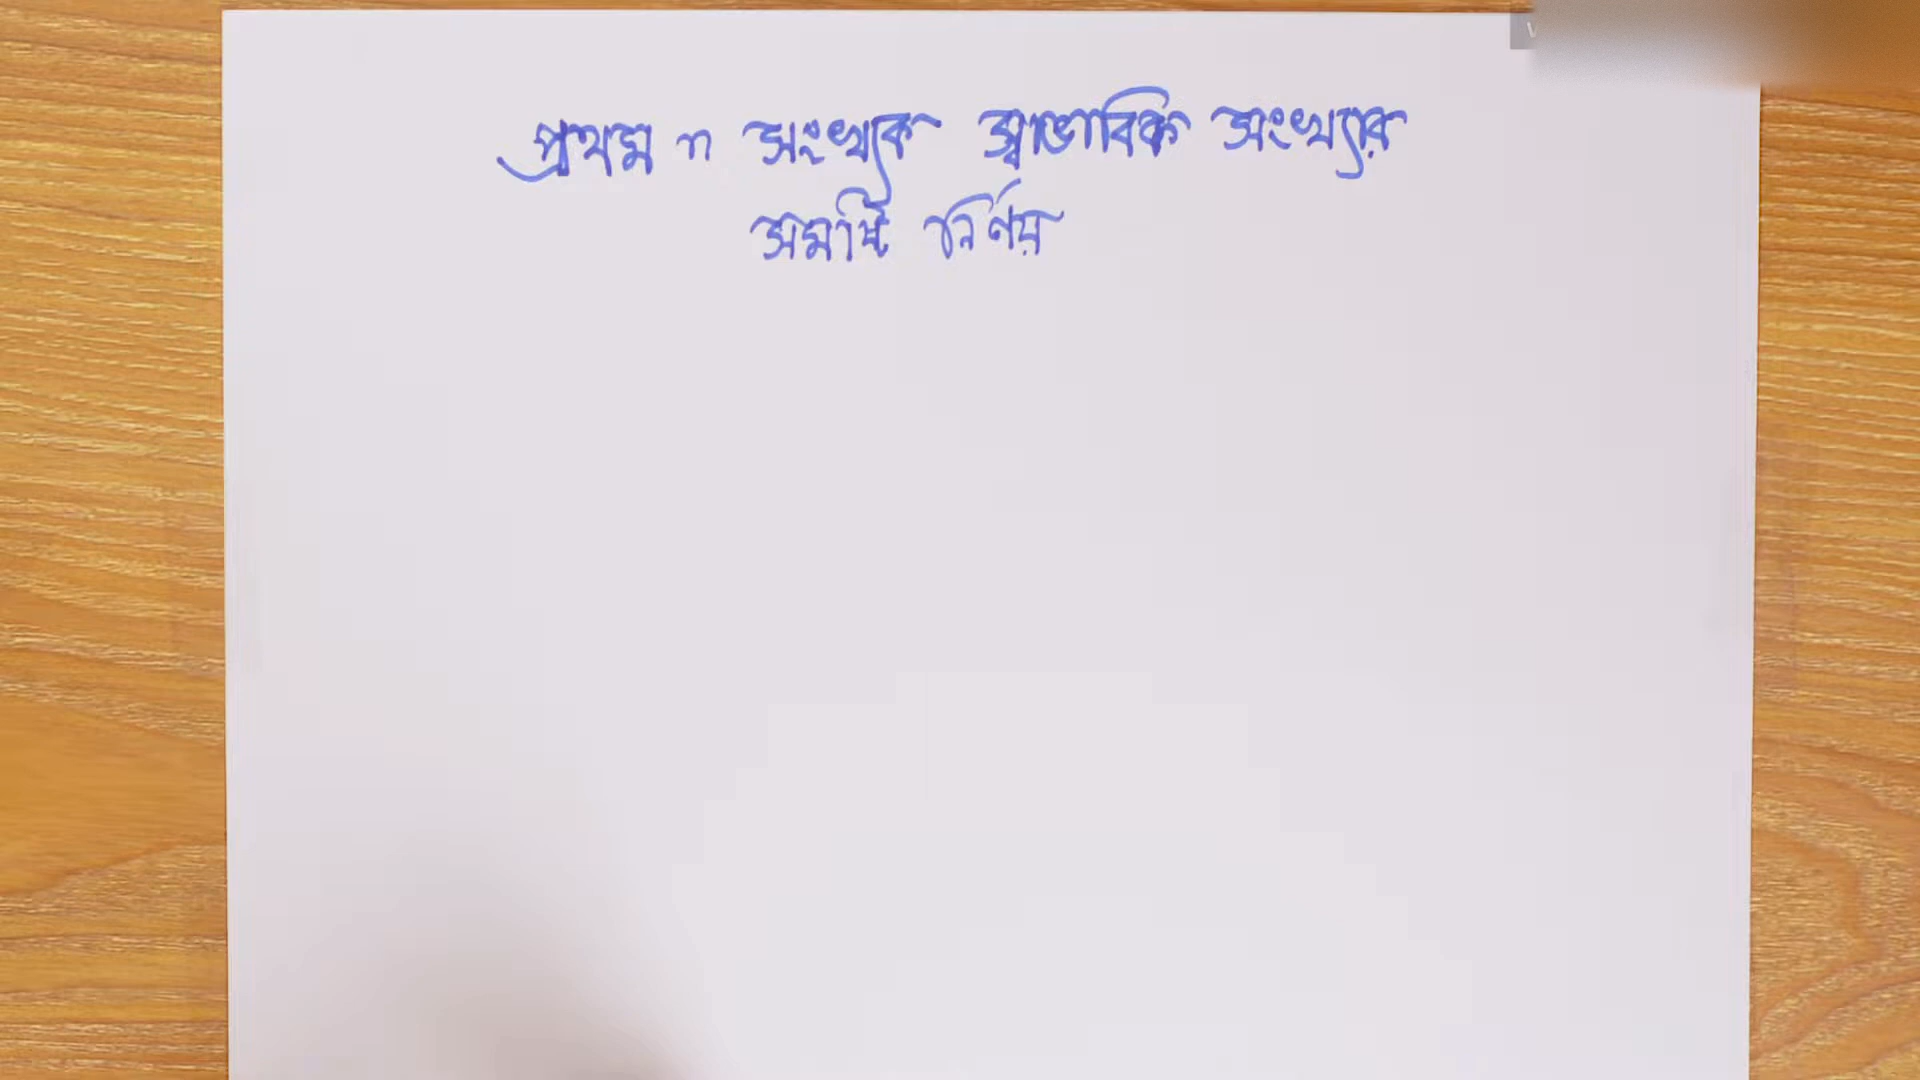 প্রথম n সংখ্যক স্বাভাবিক সংখ্যার
সমষ্টি নির্ণয়